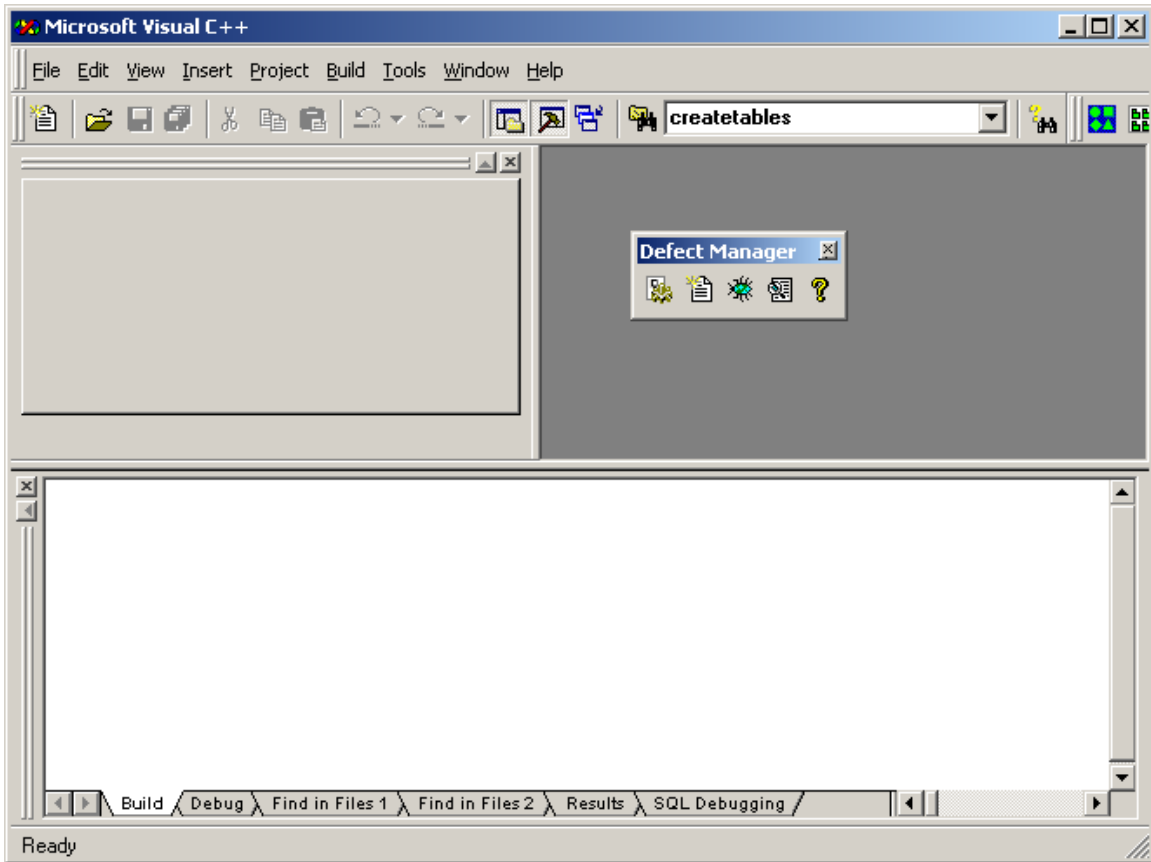 Microsoft Visual C++
File Edit View Insert Project Build Tools Window Help
createtables
Defect Manager
Build Debug Find in Files 1 Find in Files 2 Results SQL Debugging
Ready